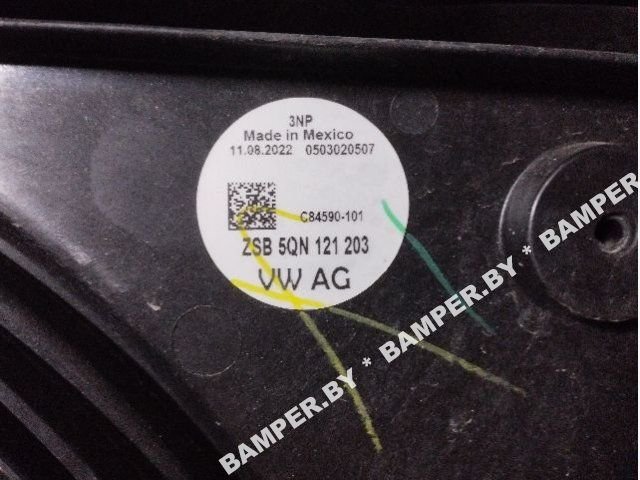 3NP
Made in Mexico
11.08.2022 0503020507
C84590-101
ZSB 5QN 121 203
VW AG
BAMPER.BY * BAMPER.BY * BAMPER.BY